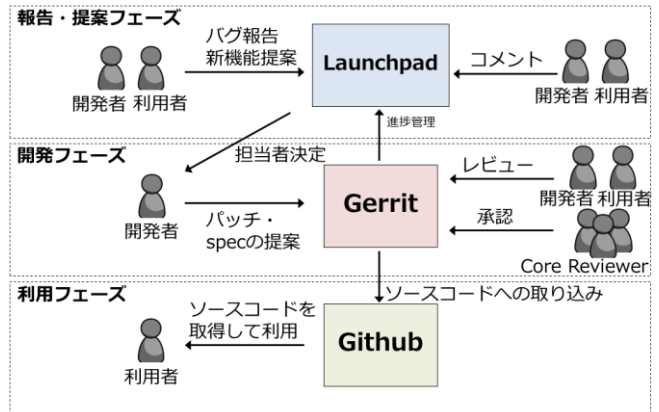 報告・提案フェーズ
バグ報告
新機能提案
Launchpad
コメント
開発者 利用者
開発者 利用者
進捗管理
開発フェーズ
担当者決定
レビュー
Gerrit
開発者 利用者
開発者
パッチ・
specの提案
承認
Core Reviewer
利用フェーズ
ソースコードへの取り込み
ソースコードを
取得して利用
Github
利用者